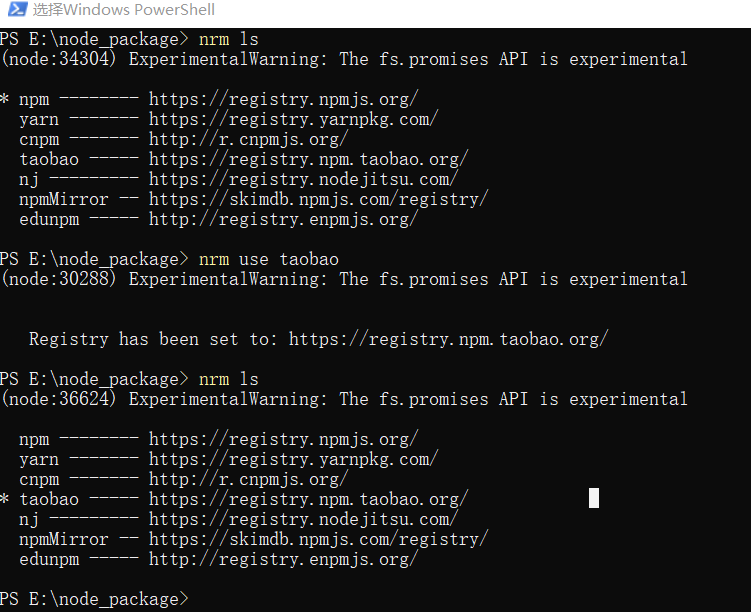 选择Windows PowerShell
PS E:\node_package> nrm ls
(node:34304) ExperimentalWarning: The fs.promises API is experimental
* npm -------- https://registry.npmjs.org/
yarn ------- https://registry.yarnpkg.com/
cnpm ------- http://r.cnpmjs.org/
taobao ----- https://registry.npm.taobao.org/
nj --------- https://registry.nodejitsu.com/
npmMirror -- https://skimdb.npmjs.com/registry/
edunpm ----- http://registry.enpmjs.org/
PS E:\node_package> nrm use taobao
(node:30288) ExperimentalWarning: The fs.promises API is experimental
Registry has been set to: https://registry.npm.taobao.org/
PS E:\node_package> nrm ls
(node:36624) ExperimentalWarning: The fs.promises API is experimental
npm -------- https://registry.npmjs.org/
yarn ------- https://registry.yarnpkg.com/
cnpm ------- http://r.cnpmjs.org/
* taobao ----- https://registry.npm.taobao.org/
nj --------- https://registry.nodejitsu.com/
npmMirror -- https://skimdb.npmjs.com/registry/
edunpm ----- http://registry.enpmjs.org/
PS E:\node_package>